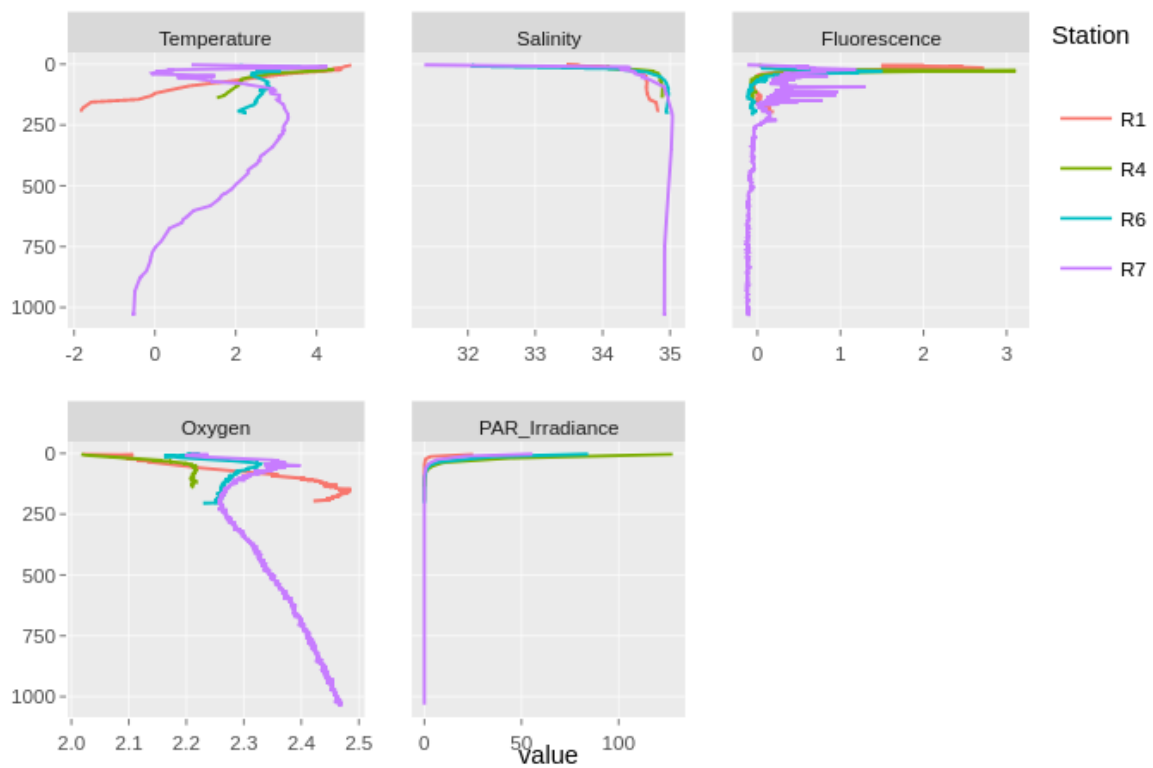 Temperature
Salinity
Fluorescence
Station
0
250
500
750
1000
-2 0 2 4
32 33 34 35
0 1 2 3
R1
R4
R6
R7
Oxygen
PAR_Irradiance
0
250
500
750
1000
2.0 2.1 2.2 2.3 2.4 2.5
0 50 100
value